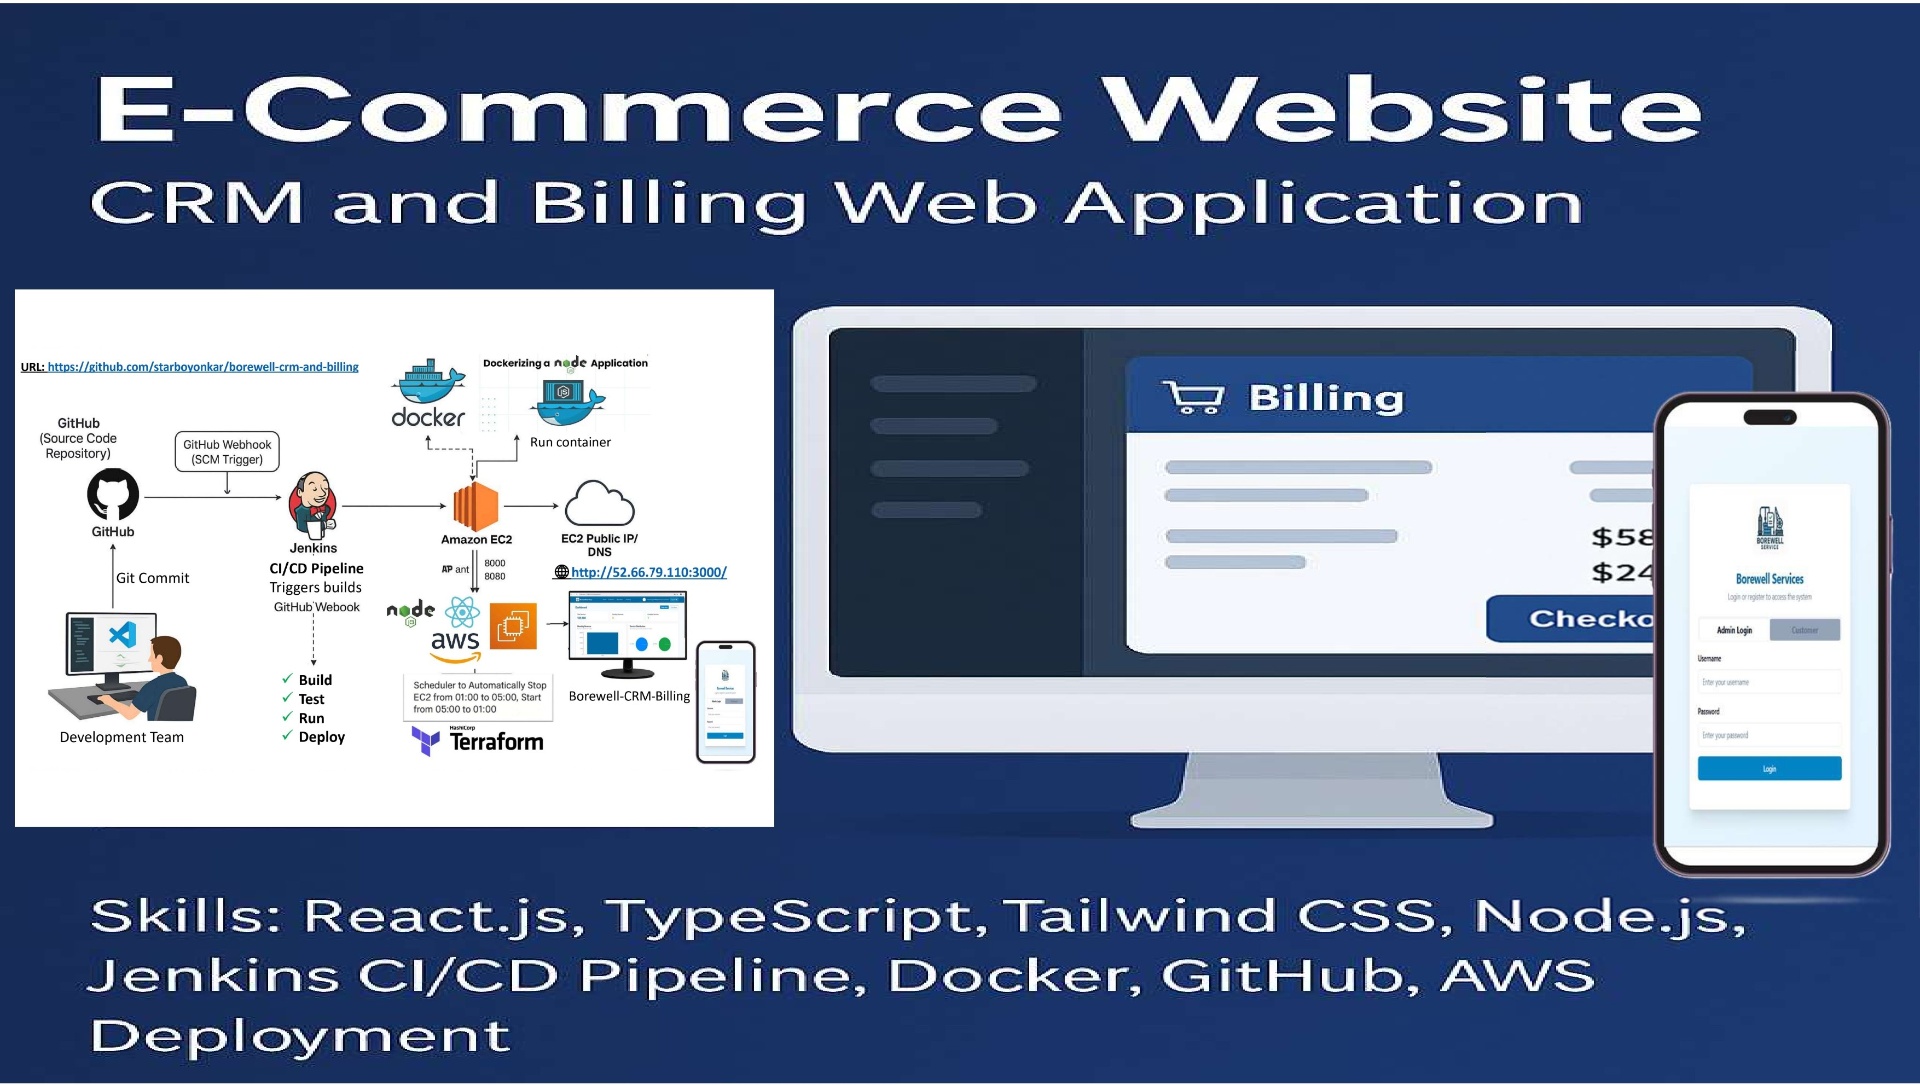 E-Commerce Website
CRM and Billing Web Application
URL: https://github.com/starboyonkar/borewell-crm-and-billing
GitHub
(Source Code
Repository)
GitHub Webhook
(SCM Trigger)
GitHub
Git Commit
Development Team
Jenkins
CI/CD Pipeline
Triggers builds
GitHub Webook
✓ Build
✓ Test
✓ Run
✓ Deploy
docker
Dockerizing a node Application
JS
Run container
Amazon EC2
EC2 Public IP/
DNS
http://52.66.79.110:3000/
AP ant
8000
8080
node
JS
aws
Scheduler to Automatically Stop
EC2 from 01:00 to 05:00, Start
from 05:00 to 01:00
HashiCorp
Terraform
Borewell-CRM-Billing
Billing
$58
$24
Checko
BOREWELL
SERVICE
Borewell Services
Login or register to access the system
Admin Login
Customer
Username
Enter your username
Password
Enter your password
Login
Skills: React.js, TypeScript, Tailwind CSS, Node.js,
Jenkins CI/CD Pipeline, Docker, GitHub, AWS
Deployment